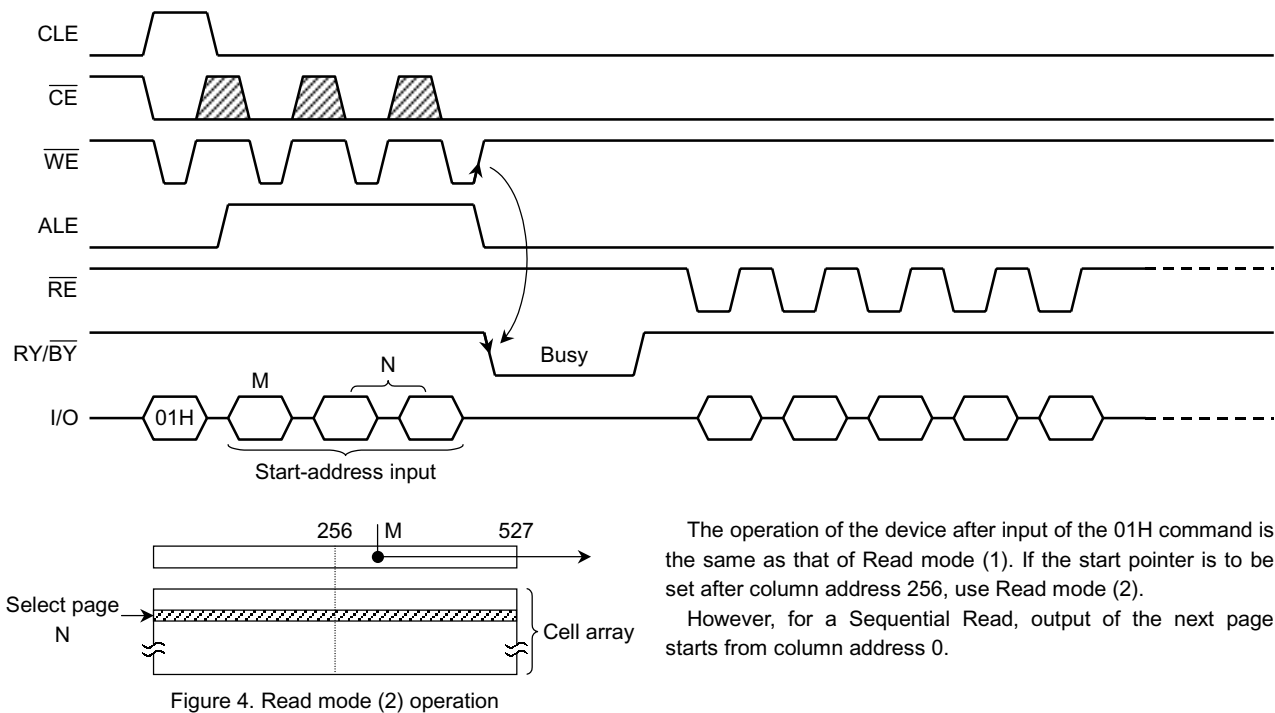 CLE
CE
WE
ALE
RE
RY/BY
Busy
M
N
I/O
01H
Start-address input
256
M
527
Select page
N
Cell array
Figure 4. Read mode (2) operation
The operation of the device after input of the 01H command is
the same as that of Read mode (1). If the start pointer is to be
set after column address 256, use Read mode (2).
However, for a Sequential Read, output of the next page
starts from column address 0.